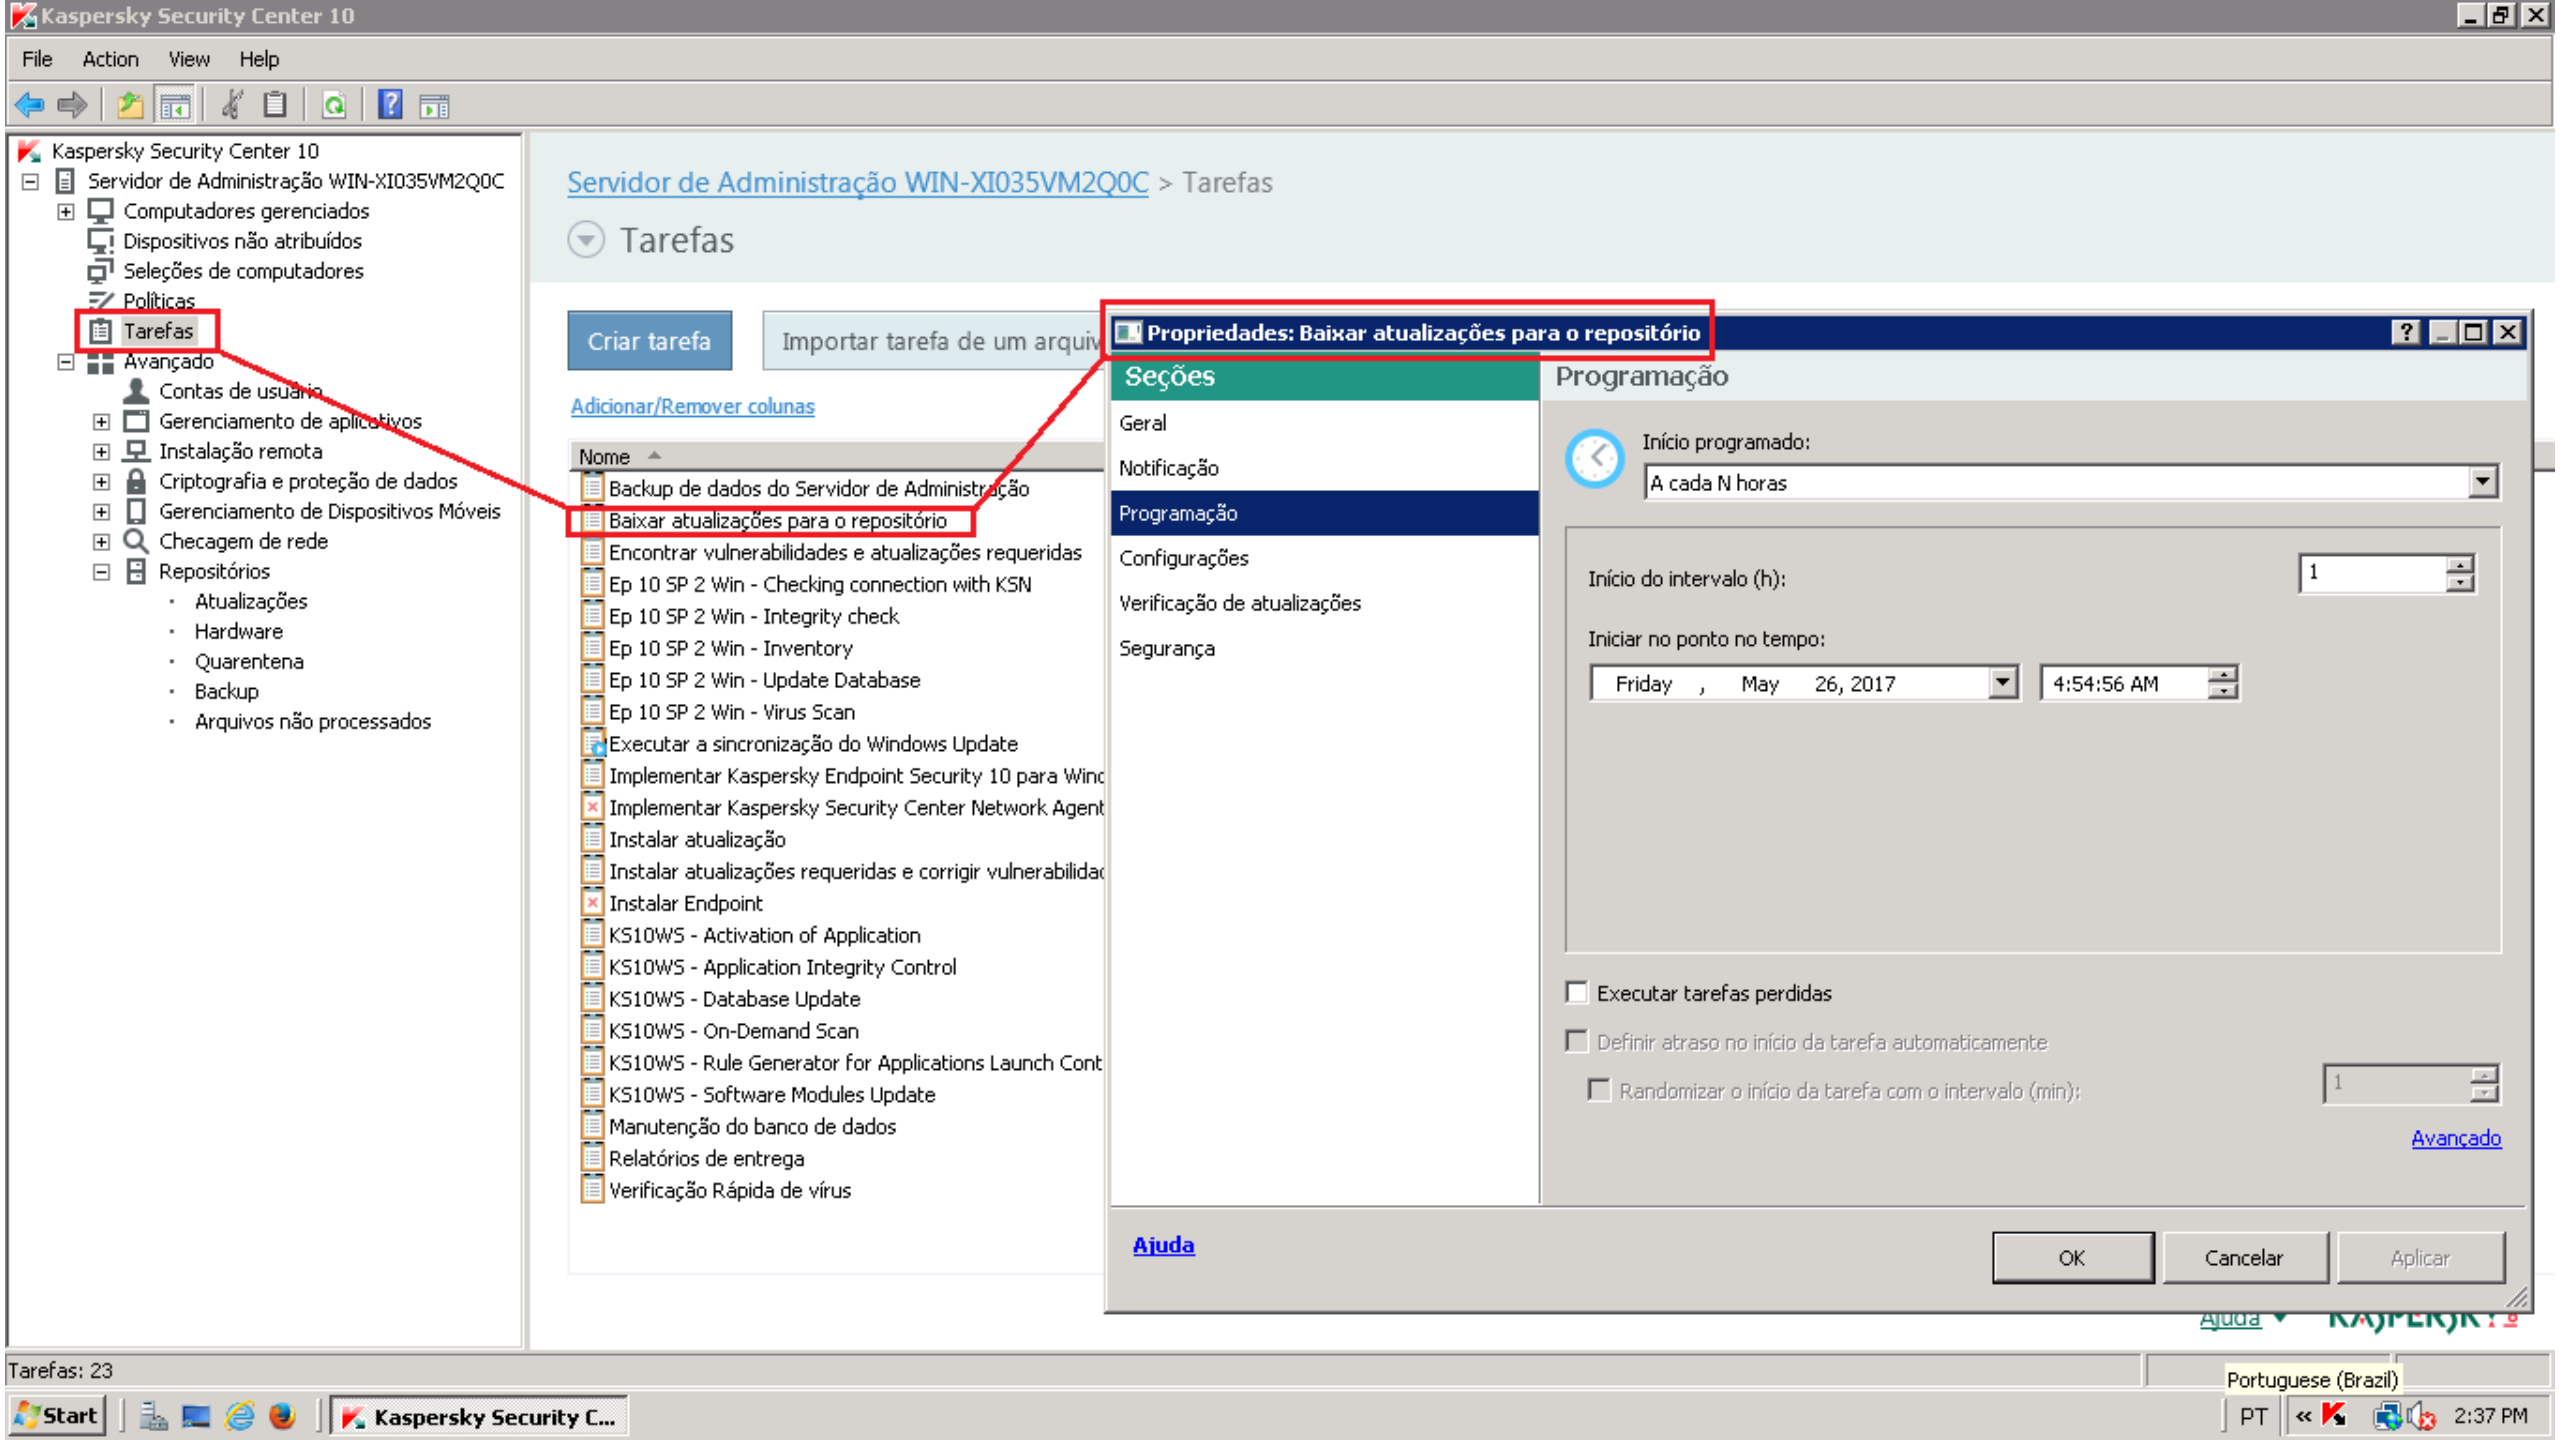 Kaspersky Security Center 10
File Action View Help
Kaspersky Security Center 10
Servidor de Administração WIN-XI035VM2Q0C
Computadores gerenciados
Dispositivos não atribuídos
Seleções de computadores
Políticas
Tarefas
Avançado
Contas de usuário
Gerenciamento de aplicativos
Instalação remota
Criptografia e proteção de dados
Gerenciamento de Dispositivos Móveis
Checagem de rede
Repositórios
Atualizações
Hardware
Quarentena
Backup
Arquivos não processados
Servidor de Administração WIN-XI035VM2Q0C > Tarefas
Tarefas
Criar tarefa
Importar tarefa de um arquiv
Adicionar/Remover colunas
Nome
Backup de dados do Servidor de Administração
Baixar atualizações para o repositório
Encontrar vulnerabilidades e atualizações requeridas
Ep 10 SP 2 Win - Checking connection with KSN
Ep 10 SP 2 Win - Integrity check
Ep 10 SP 2 Win - Inventory
Ep 10 SP 2 Win - Update Database
Ep 10 SP 2 Win - Virus Scan
Executar a sincronização do Windows Update
Implementar Kaspersky Endpoint Security 10 para Winc
Implementar Kaspersky Security Center Network Agent
Instalar atualização
Instalar atualizações requeridas e corrigir vulnerabilidac
Instalar Endpoint
KS10WS - Activation of Application
KS10WS - Application Integrity Control
KS10WS - Database Update
KS10WS - On-Demand Scan
KS10WS - Rule Generator for Applications Launch Cont
KS10WS - Software Modules Update
Manutenção do banco de dados
Relatórios de entrega
Verificação Rápida de vírus
Propriedades: Baixar atualizações para o repositório
Seções
Geral
Notificação
Programação
Configurações
Verificação de atualizações
Segurança
Programação
Início programado:
A cada N horas
Início do intervalo (h):
1
Iniciar no ponto no tempo:
Friday , May 26, 2017
4:54:56 AM
Executar tarefas perdidas
Definir atraso no início da tarefa automaticamente
Randomizar o início da tarefa com o intervalo (min):
1
Avançado
Ajuda
OK
Cancelar
Aplicar
Ajuda
KASPERSKY
Tarefas: 23
Portuguese (Brazil)
Start
Kaspersky Security C...
PT
2:37 PM